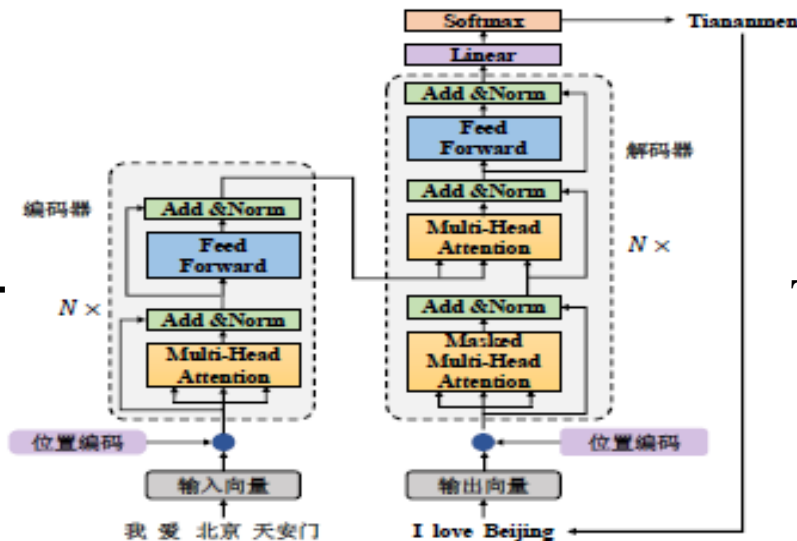 Softmax
Tiananmen
Linear
Add &Norm
Feed
Forward
解码器
Add &Norm
Multi-Head
Attention
N ×
Add &Norm
Masked
Multi-Head
Attention
编码器
Add &Norm
Feed
Forward
N ×
Add &Norm
Multi-Head
Attention
位置编码
位置编码
输入向量
输出向量
我 爱 北京 天安门
I love Beijing